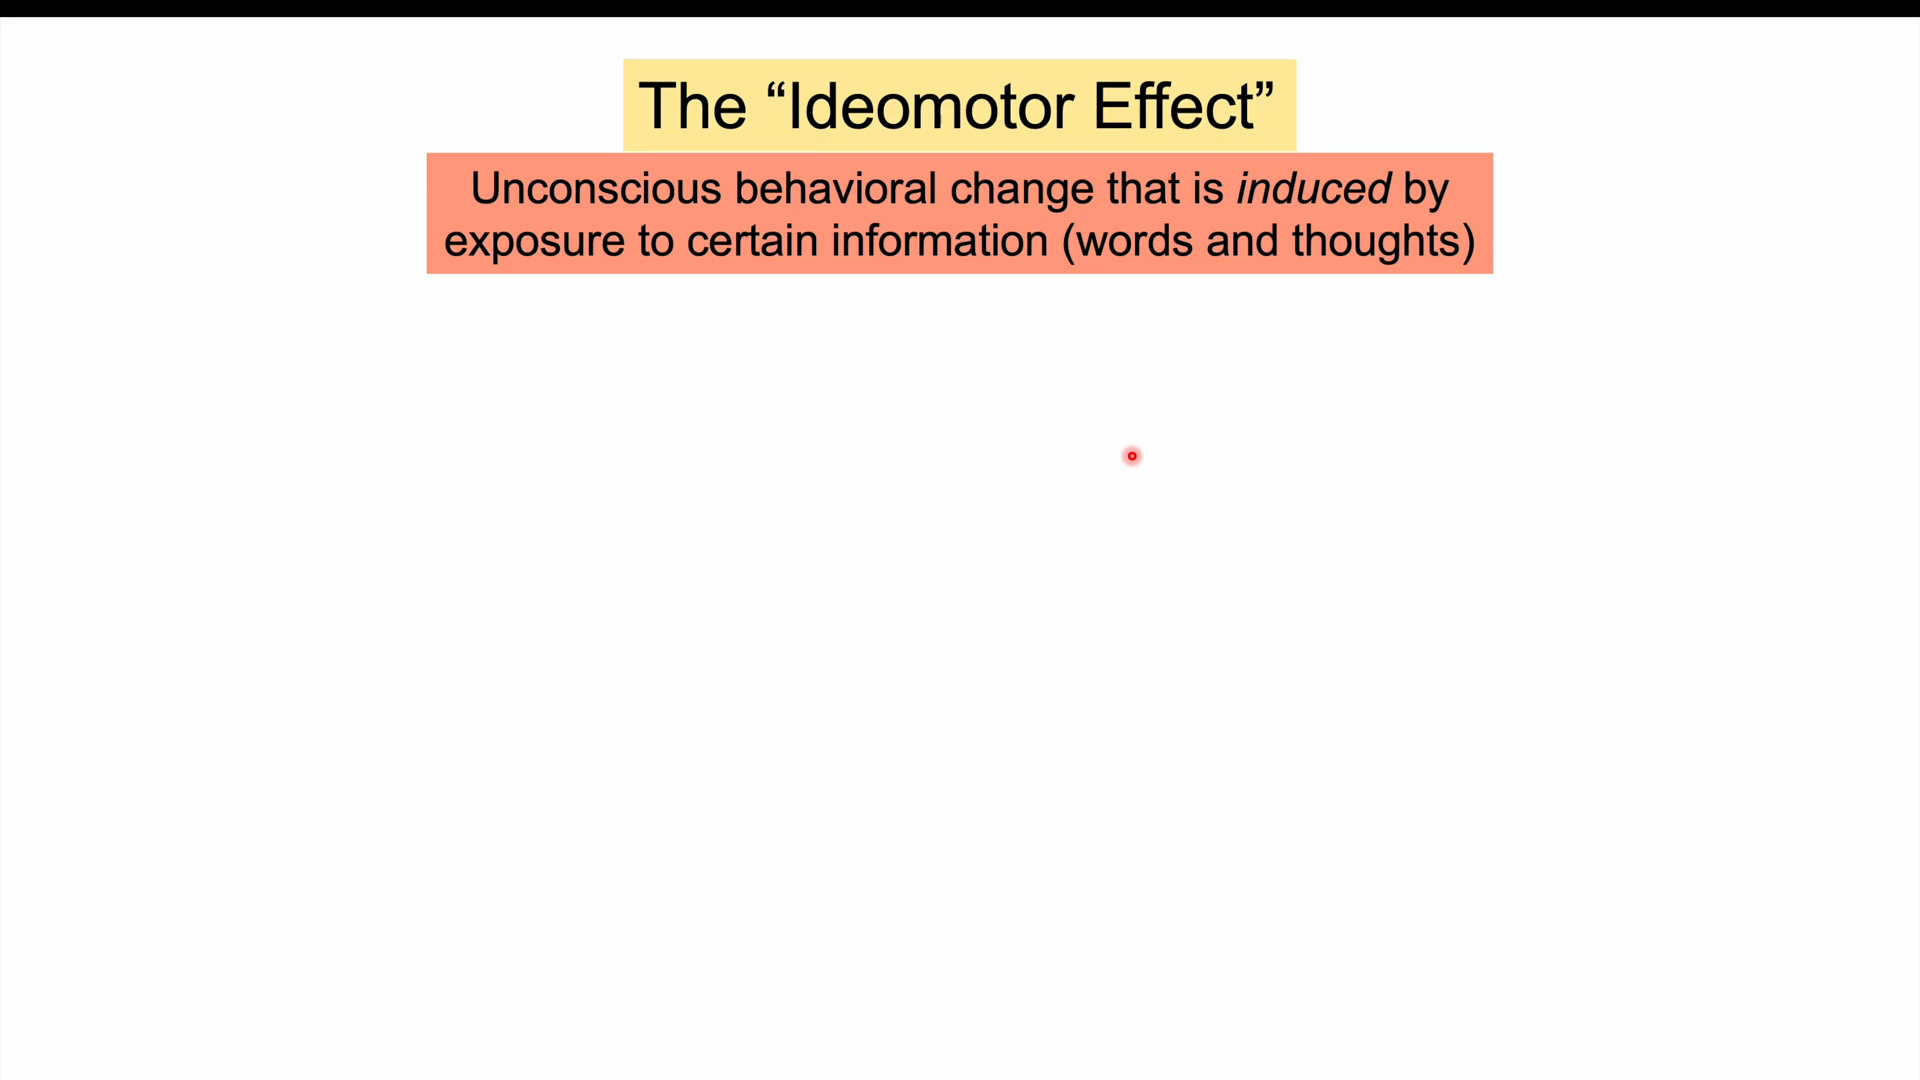 The “Ideomotor Effect”
Unconscious behavioral change that is induced by
exposure to certain information (words and thoughts)